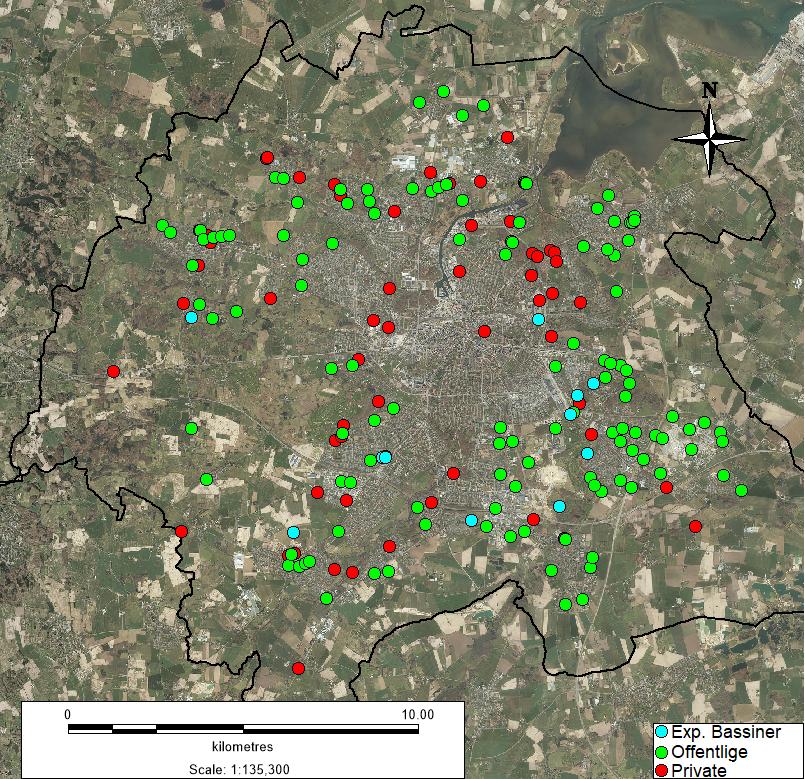 N
0 10.00
kilometres
Scale: 1:135,300
Exp. Bassiner
Offentlige
Private